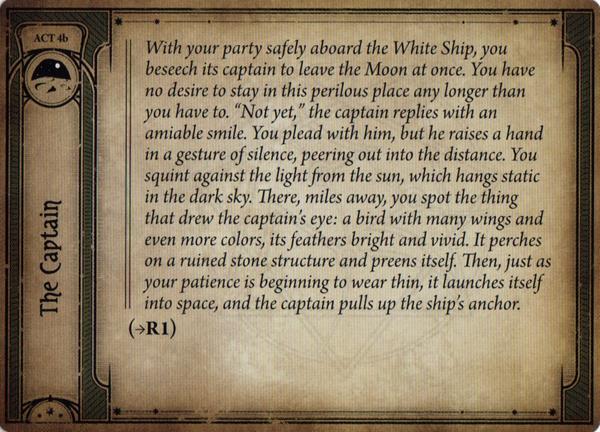 ACT 4b
The Captain
With your party safely aboard the White Ship, you
beseech its captain to leave the Moon at once. You have
no desire to stay in this perilous place any longer than
you have to. “Not yet,” the captain replies with an
amiable smile. You plead with him, but he raises a hand
in a gesture of silence, peering out into the distance. You
squint against the light from the sun, which hangs static
in the dark sky. There, miles away, you spot the thing
that drew the captain’s eye: a bird with many wings and
even more colors, its feathers bright and vivid. It perches
on a ruined stone structure and preens itself. Then, just as
your patience is beginning to wear thin, it launches itself
into space, and the captain pulls up the ship’s anchor.
(→R1)